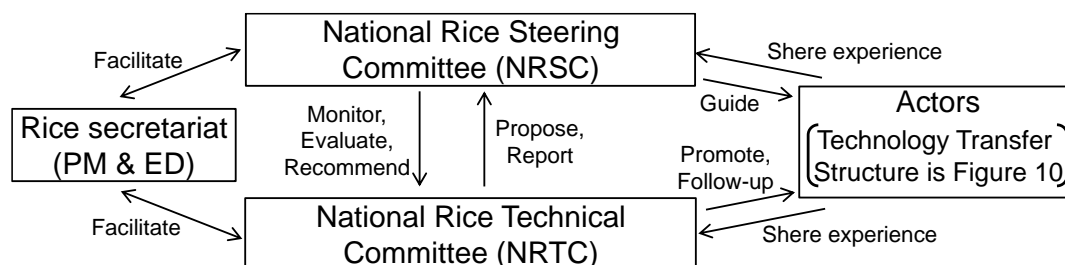 National Rice Steering
Committee (NRSC)
Facilitate
Shere experience
Guide
Rice secretariat
(PM & ED)
Monitor,
Evaluate,
Recommend
Propose,
Report
Actors
Technology Transfer
Structure is Figure 10
Promote,
Follow-up
Facilitate
National Rice Technical
Committee (NRTC)
Shere experience